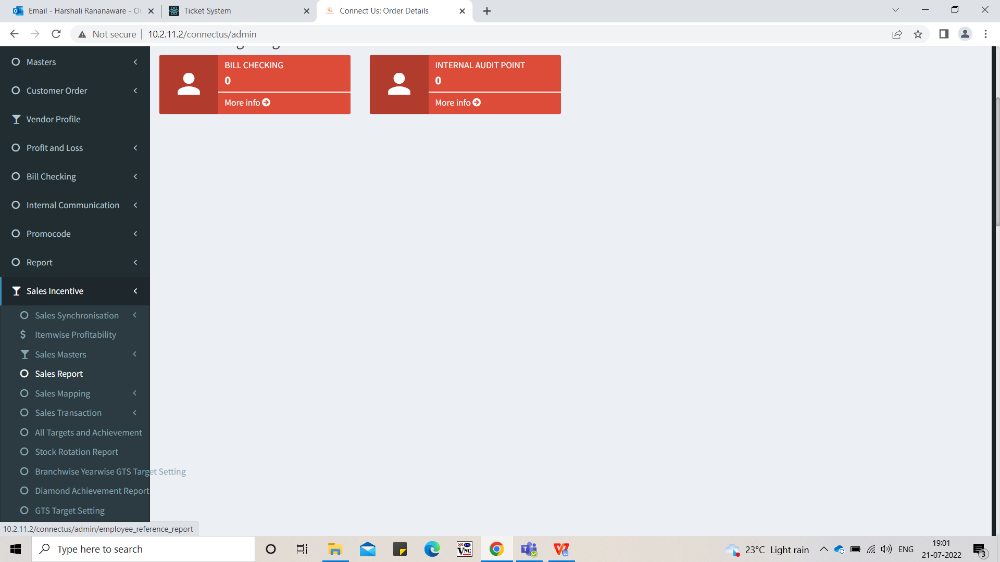 Email - Harshali Rananaware - Ou
Ticket System
Connect Us: Order Details
Not secure
10.2.11.2/connectus/admin
Masters
Customer Order
Vendor Profile
Profit and Loss
Bill Checking
Internal Communication
Promocode
Report
Sales Incentive
Sales Synchronisation
Itemwise Profitability
Sales Masters
Sales Report
Sales Mapping
Sales Transaction
All Targets and Achievement
Stock Rotation Report
Branchwise Yearwise GTS Target Setting
Diamond Achievement Report
GTS Target Setting
BILL CHECKING
0
More info
INTERNAL AUDIT POINT
0
More info
10.2.11.2/connectus/admin/employee_reference_report
Type here to search
VNC
23°C Light rain
ENG
19:01
21-07-2022
3